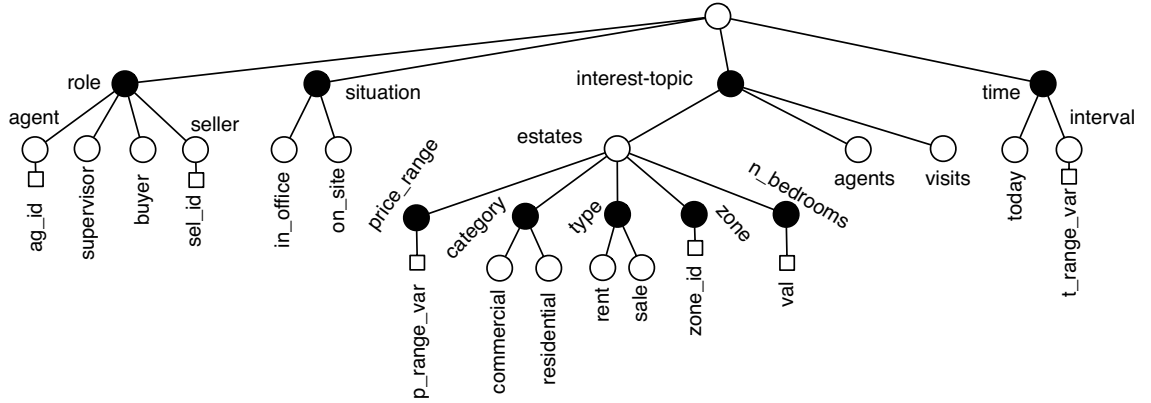 role
situation
interest-topic
time
agent
seller
interval
estates
ag_id
supervisor
buyer
sel_id
in_office
on_site
price_range
category
type
zone
n_bedrooms
agents
visits
today
t_range_var
p_range_var
commercial
residential
rent
sale
zone_id
val